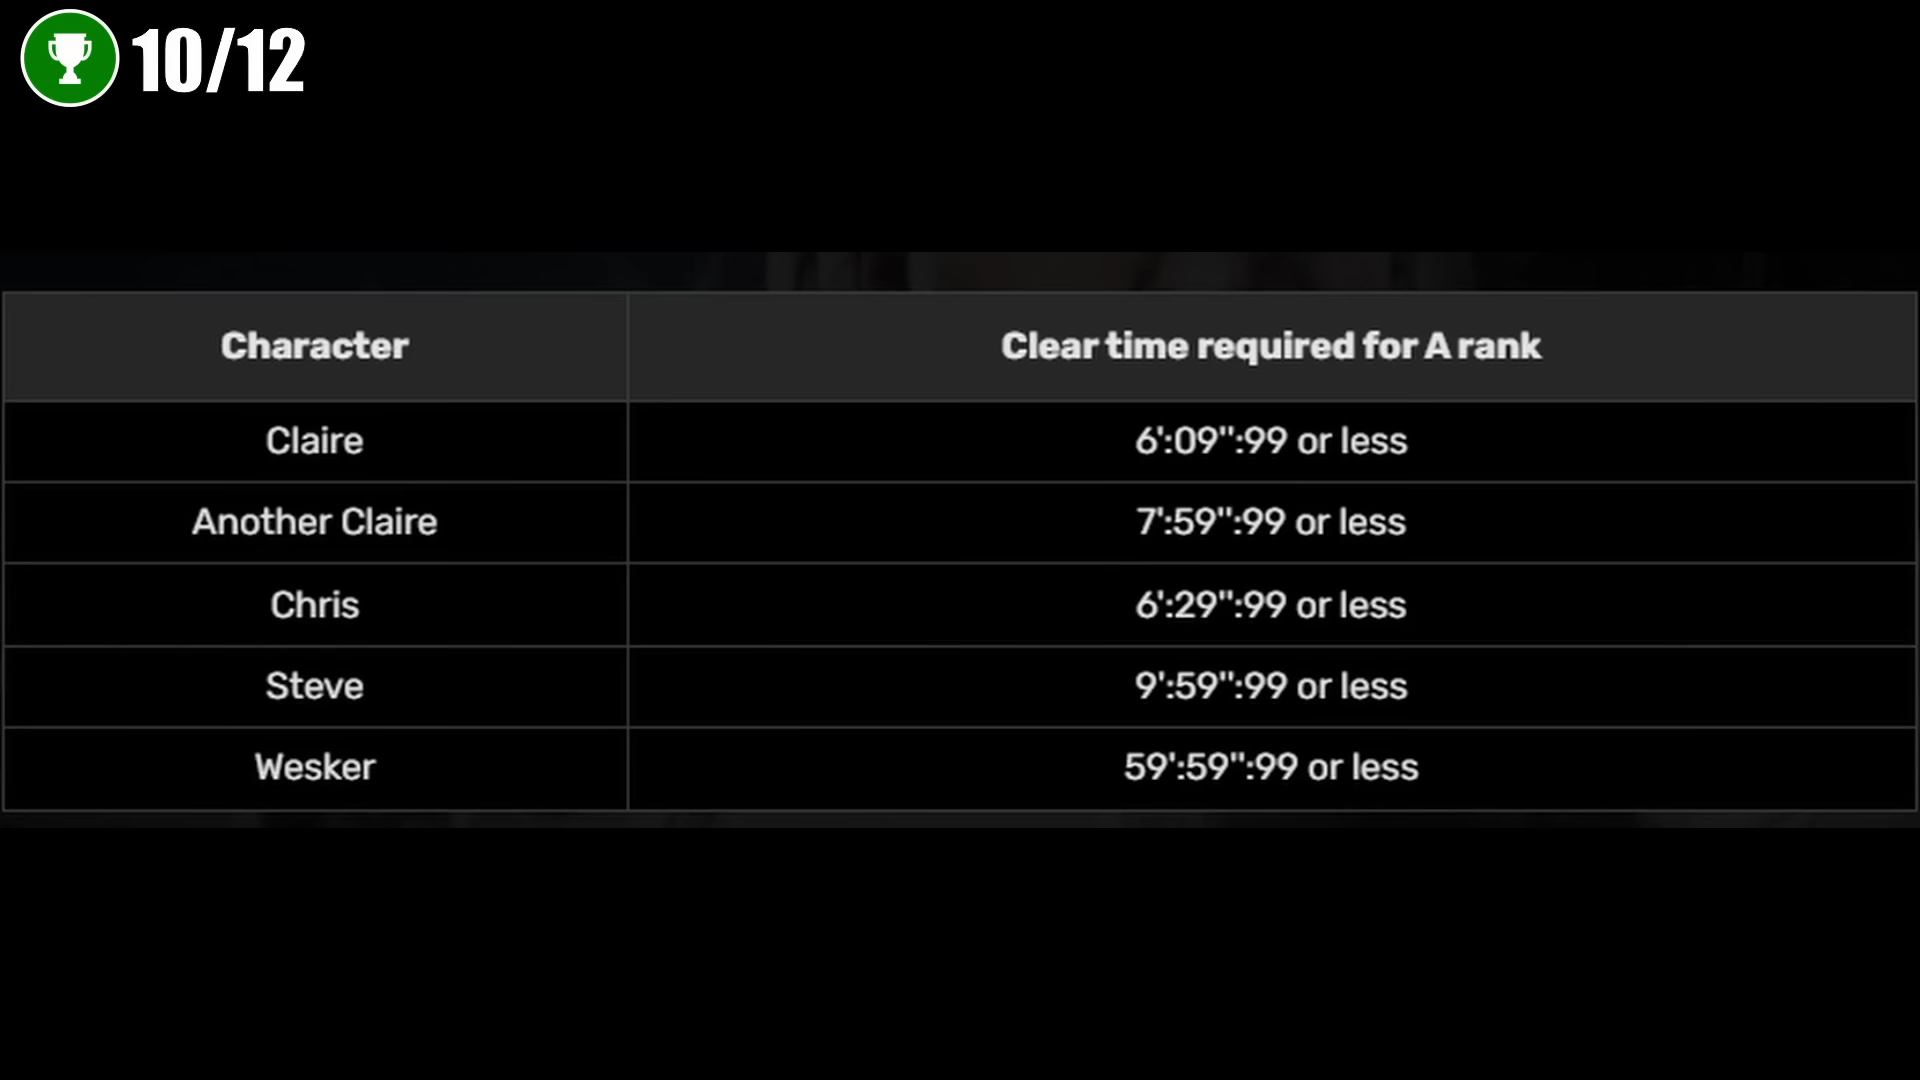 10/12
Character Clear time required for A rank
Claire 6':09":99 or less
Another Claire 7':59":99 or less
Chris 6':29":99 or less
Steve 9':59":99 or less
Wesker 59':59":99 or less